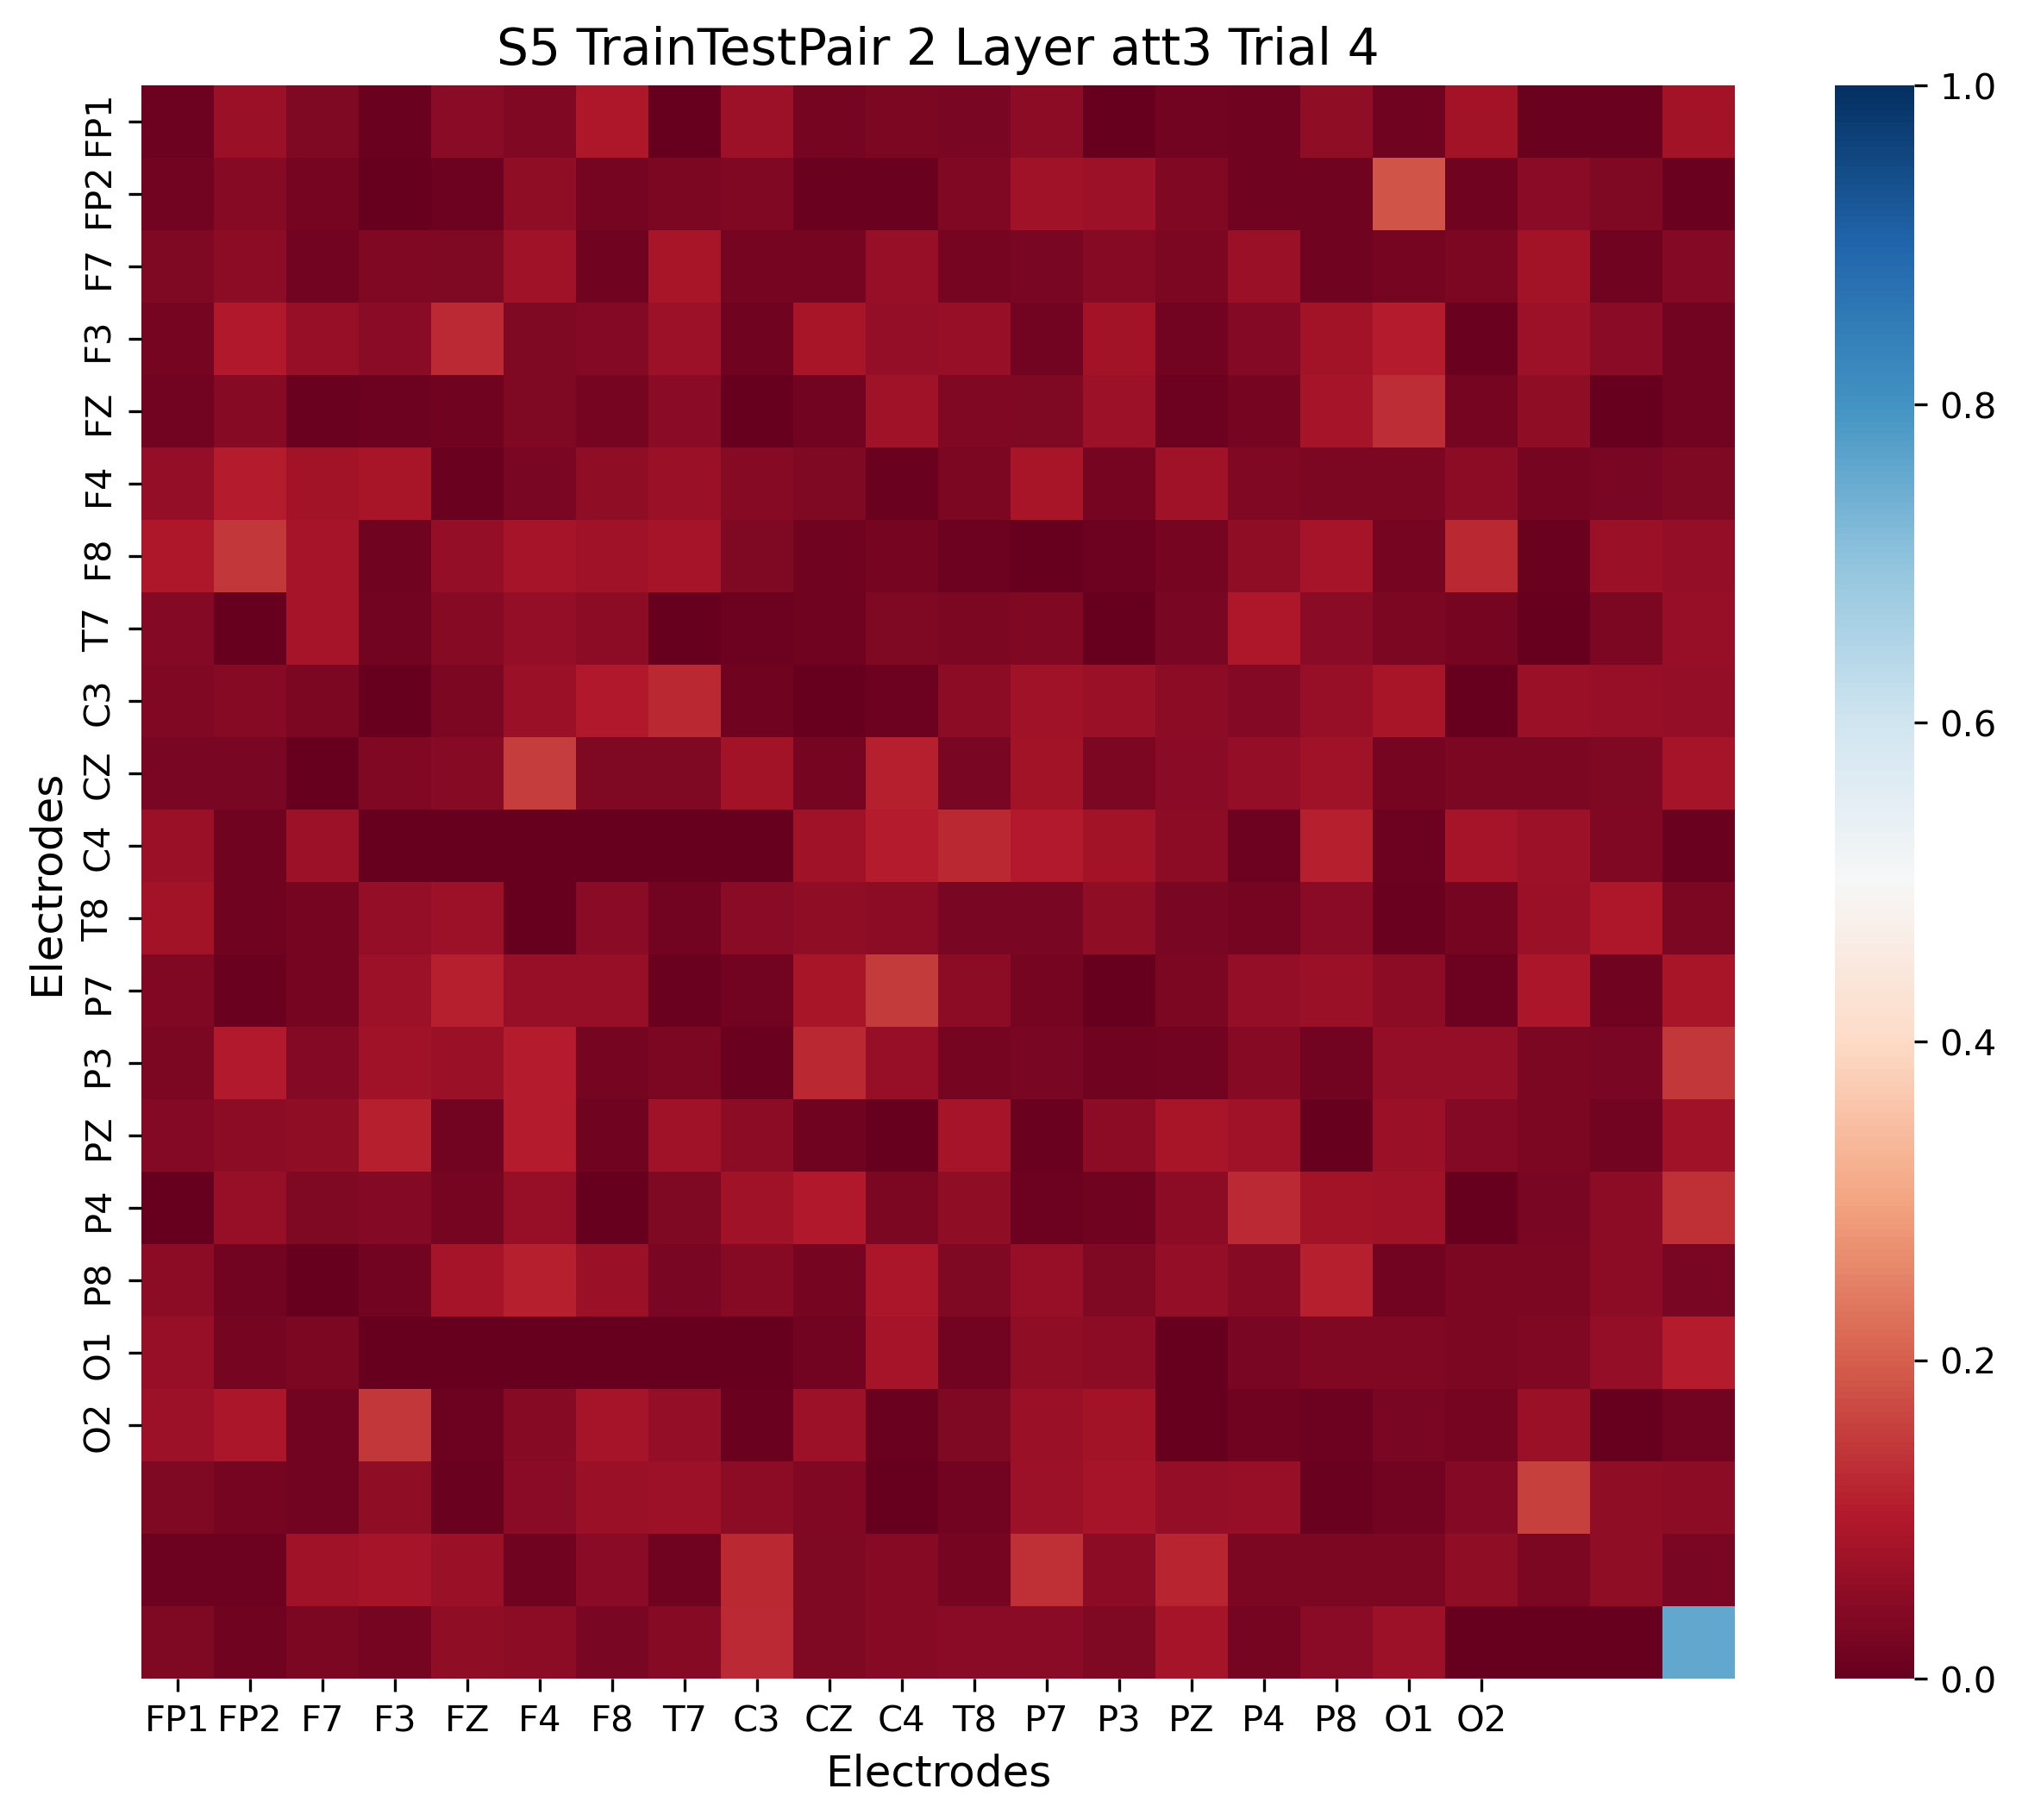 S5 TrainTestPair 2 Layer att3 Trial 4
Electrodes
FP1
FP2
F7
F3
FZ
F4
F8
T7
C3
CZ
C4
T8
P7
P3
PZ
P4
P8
O1
O2
FP1 FP2 F7 F3 FZ F4 F8 T7 C3 CZ C4 T8 P7 P3 PZ P4 P8 O1 O2
Electrodes
1.0
0.8
0.6
0.4
0.2
0.0